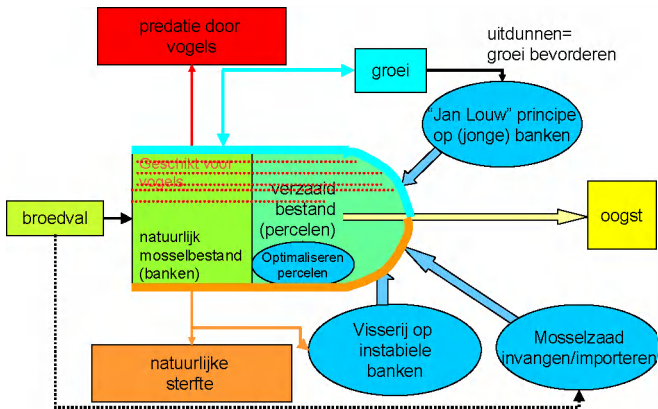 predatie door
vogels
groei
uitdunnen=
groei bevorderen
“Jan Louw” principe
op (jonge) banken
Geschikt voor
vogels
verzaaid
bestand
(percelen)
broedval
natuurlijk
mosselbestand
(banken)
Optimaliseren
percelen
oogst
natuurlijke
sterfte
Visserij op
instabiele
banken
Mosselzaad
invangen/importeren